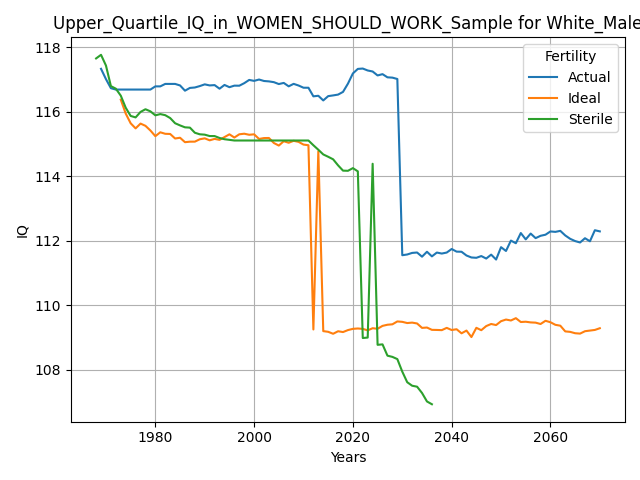 Upper_Quartile_IQ_in_WOMEN_SHOULD_WORK_Sample for White_Male
118
116
114
112
110
108
IQ
1980
2000
2020
2040
2060
Years
Fertility
Actual
Ideal
Sterile